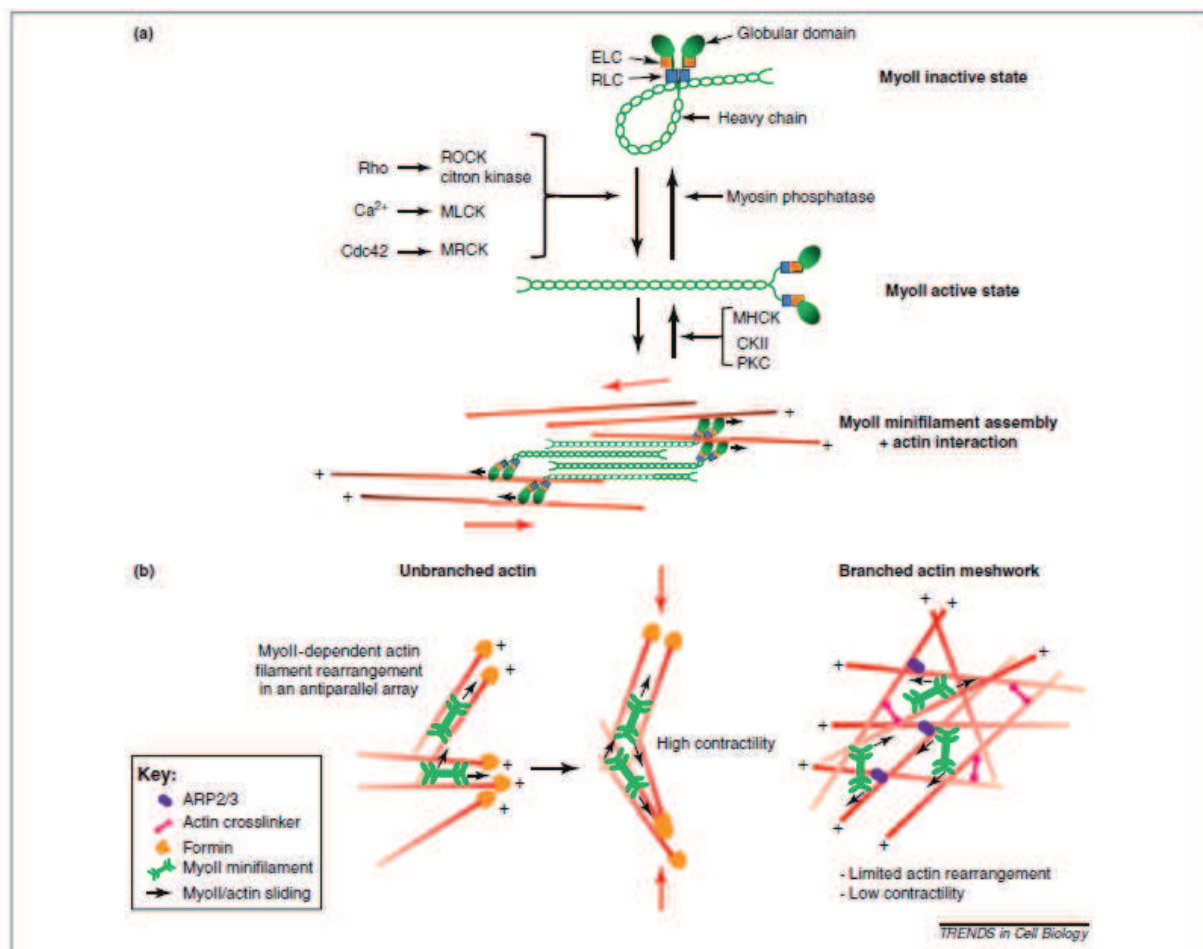 (a)
Globular domain
ELC
RLC
MyoII inactive state
Heavy chain
Rho
ROCK
citron kinase
Ca2+
MLCK
Myosin phosphatase
Cdc42
MRCK
MyoII active state
MHCK
CKII
PKC
+
MyoII minifilament assembly
+ actin interaction
+
+
+
(b)
Unbranched actin
Branched actin meshwork
MyoII-dependent actin
filament rearrangement
in an antiparallel array
+
+
+
+
+
High contractility
+
+
+
+
+
+
+
+
Key:
ARP2/3
Actin crosslinker
Formin
MyoII minifilament
MyoII/actin sliding
- Limited actin rearrangement
- Low contractility
TRENDS in Cell Biology